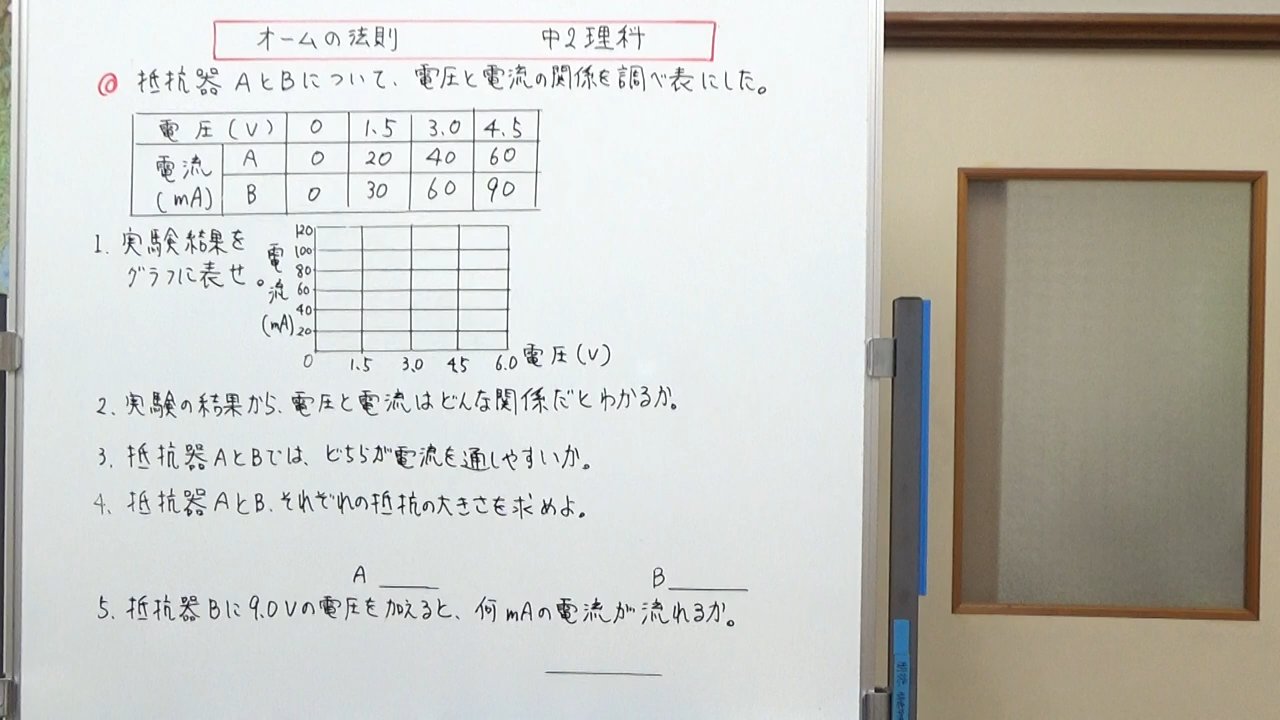 オームの法則 中2理科
◎ 抵抗器AとBについて、電圧と電流の関係を調べ表にした。
電圧(V) 0 1.5 3.0 4.5
電流(mA) A 0 20 40 60
B 0 30 60 90
1. 実験結果を
グラフに表せ。
電流(mA)
120
100
80
60
40
20
0 1.5 3.0 4.5 6.0 電圧(V)
2. 実験の結果から、電圧と電流はどんな関係だとわかるか。
3. 抵抗器AとBでは、どちらが電流を通しやすいか。
4. 抵抗器AとB、それぞれの抵抗の大きさを求めよ。
A B
5. 抵抗器Bに9.0Vの電圧を加えると、何mAの電流が流れるか。